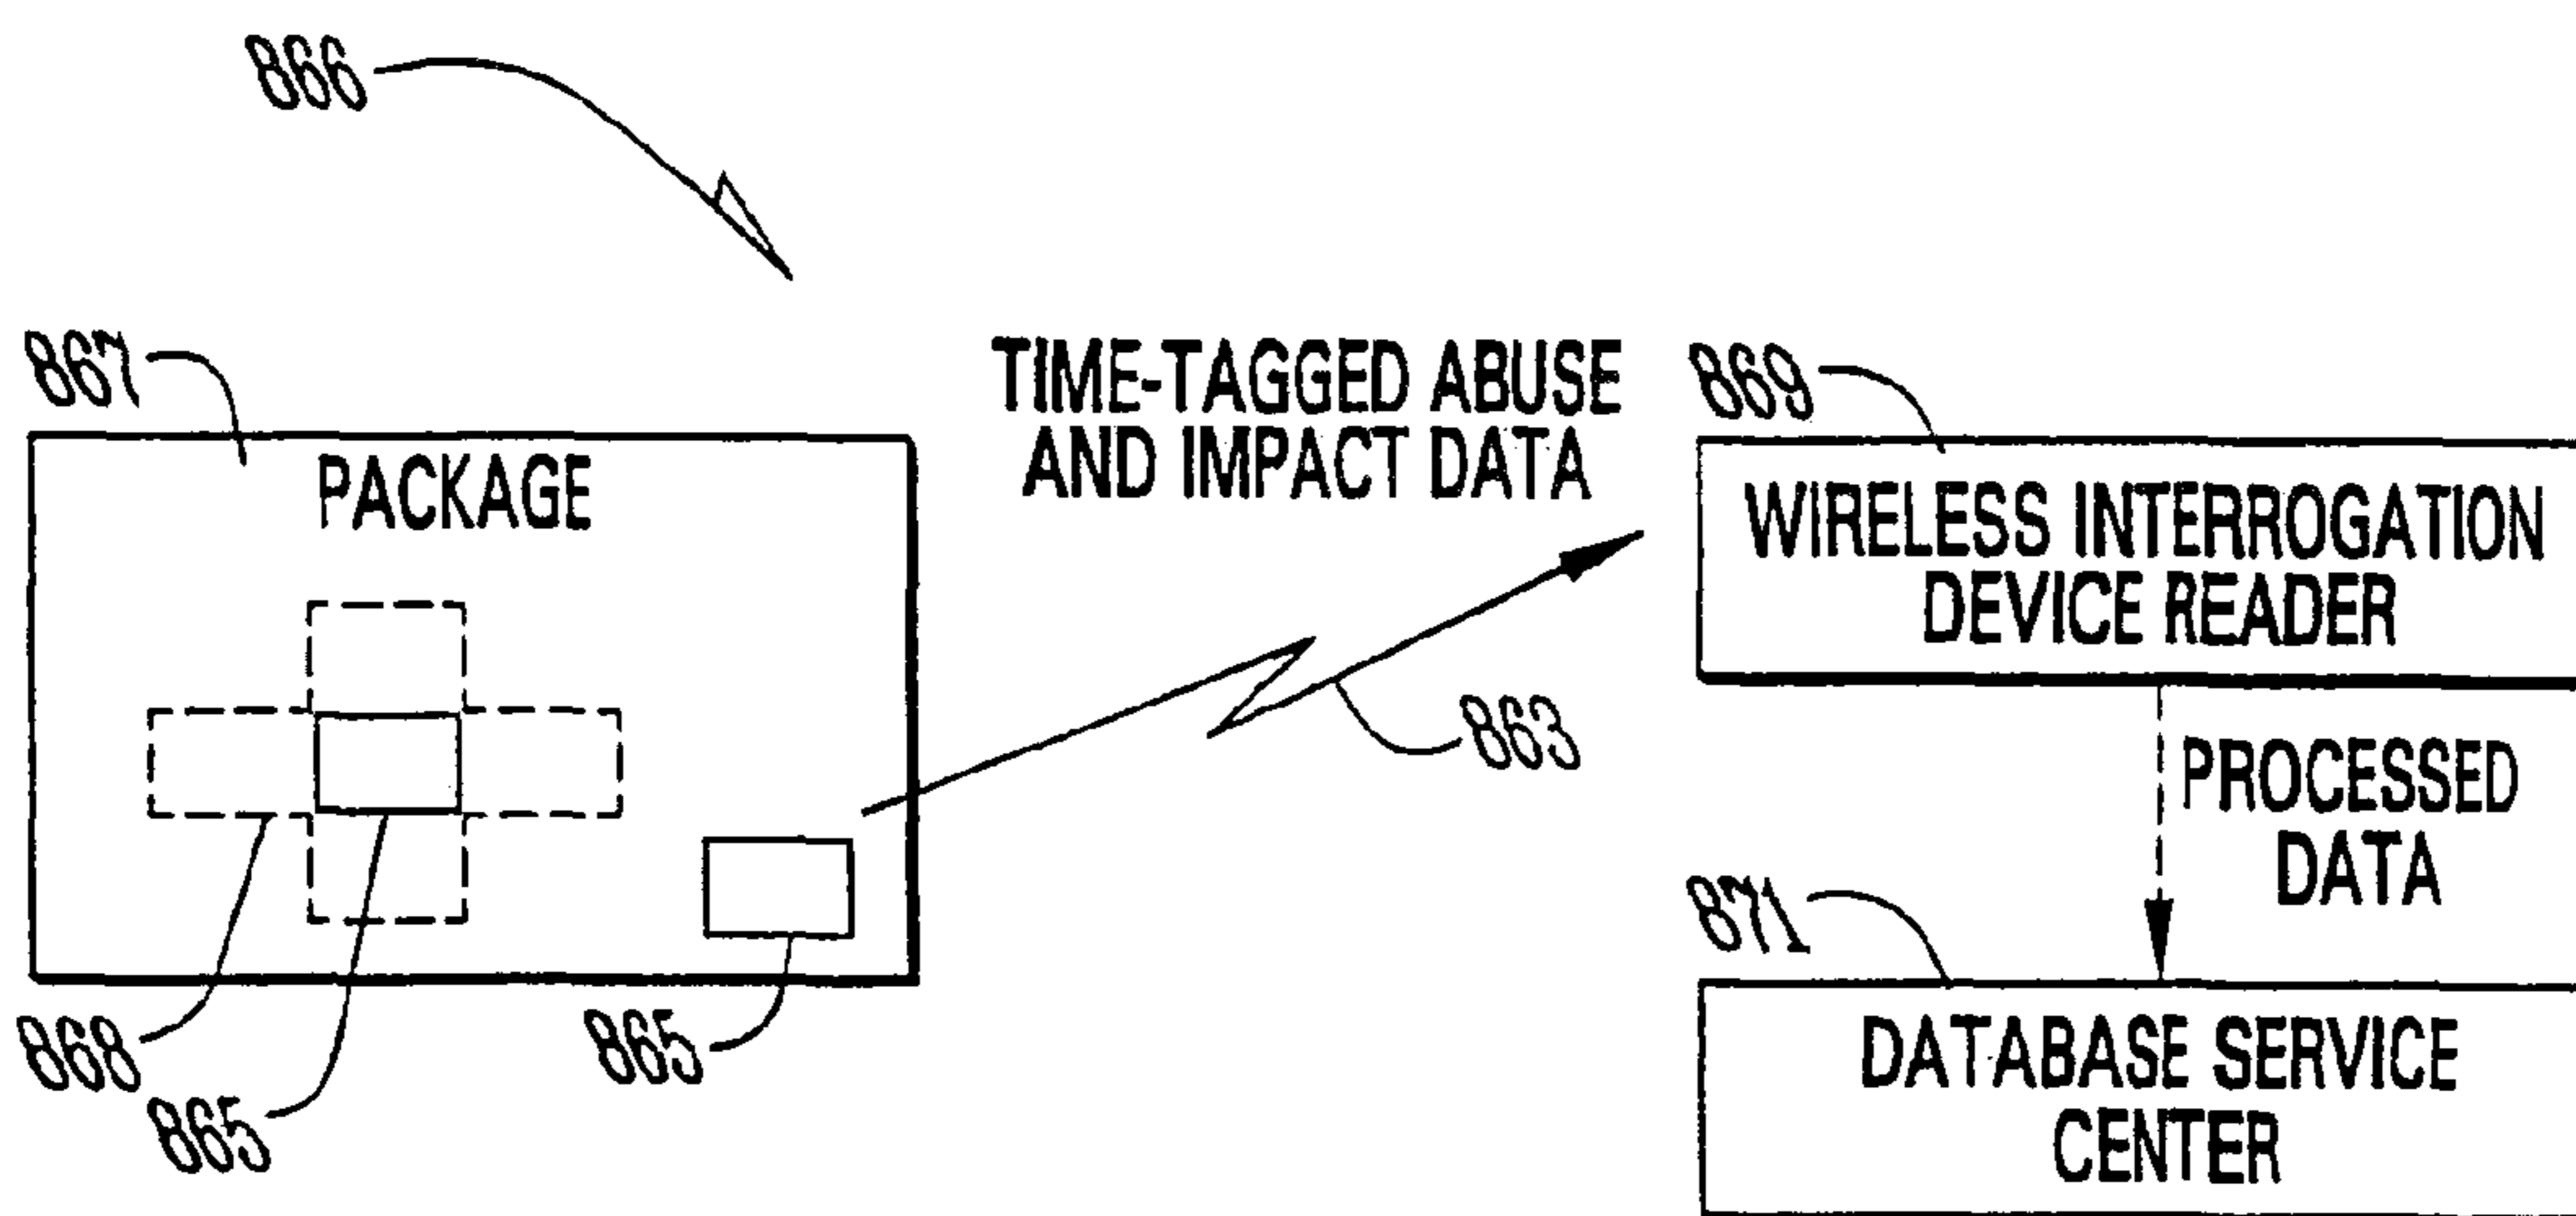 866
867
PACKAGE
TIME-TAGGED ABUSE
AND IMPACT DATA
869
WIRELESS INTERROGATION
DEVICE READER
863
PROCESSED
DATA
871
868
865
865
DATABASE SERVICE
CENTER